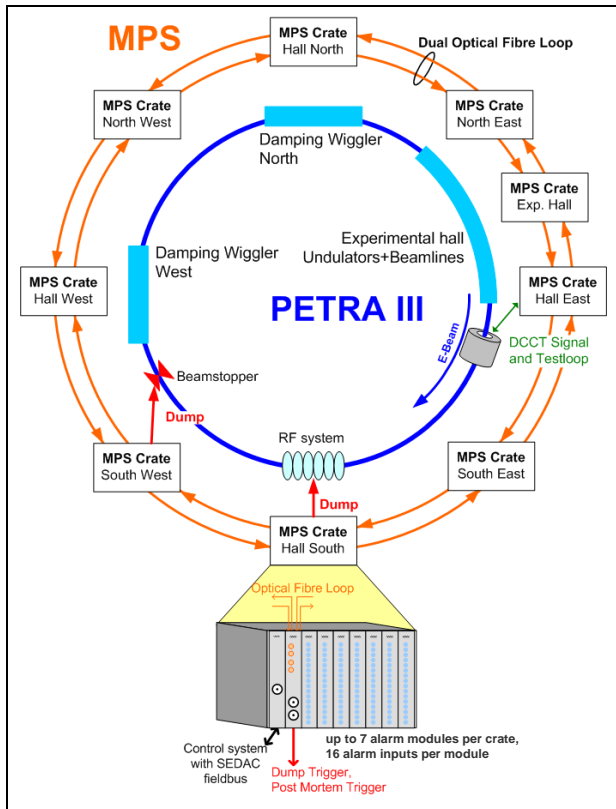 MPS
MPS Crate
Hall North
Dual Optical Fibre Loop
MPS Crate
North West
MPS Crate
North East
Damping Wiggler
North
MPS Crate
Exp. Hall
Experimental hall
Undulators+Beamlines
Damping Wiggler
West
MPS Crate
Hall West
PETRA III
MPS Crate
Hall East
E-Beam
DCCT Signal
and Testloop
Beamstopper
Dump
RF system
MPS Crate
South West
MPS Crate
South East
Dump
MPS Crate
Hall South
Optical Fibre Loop
up to 7 alarm modules per crate,
16 alarm inputs per module
Control system
with SEDAC
fieldbus
Dump Trigger,
Post Mortem Trigger